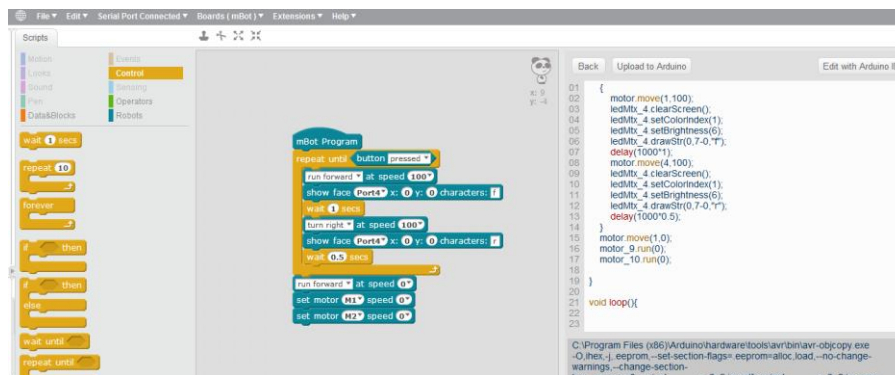 File Edit Serial Port Connected Boards ( mBot ) Extensions Help
Scripts
Motion Events
Looks Control
Sound Sensing
Pen Operators
Data&Blocks Robots
wait 1 secs
repeat 10
forever
if then
if then
else
wait until
repeat until
mBot Program
repeat until button pressed
run forward at speed 100
show face Port4 x: 0 y: 0 characters: f
wait 1 secs
turn right at speed 100
show face Port4 x: 0 y: 0 characters: r
wait 0.5 secs
run forward at speed 0
set motor M1 speed 0
set motor M2 speed 0
Back Upload to Arduino Edit with Arduino
01 {
02 motor.move(1,100);
03 ledMtx_4.clearScreen();
04 ledMtx_4.setColorIndex(1);
05 ledMtx_4.setBrightness(6);
06 ledMtx_4.drawStr(0,7-0,"f");
07 delay(1000*1);
08 motor.move(4,100);
09 ledMtx_4.clearScreen();
10 ledMtx_4.setColorIndex(1);
11 ledMtx_4.setBrightness(6);
12 ledMtx_4.drawStr(0,7-0,"r");
13 delay(1000*0.5);
14 }
15 motor.move(1,0);
16 motor_9.run(0);
17 motor_10.run(0);
18
19 }
20
21 void loop(){
22
23
C:\Program Files (x86)\Arduino\hardware\tools\avr\bin\avr-objcopy.exe
-O,ihex,-j,.eeprom,--set-section-flags=.eeprom=alloc,load,--no-change-
warnings,--change-section-